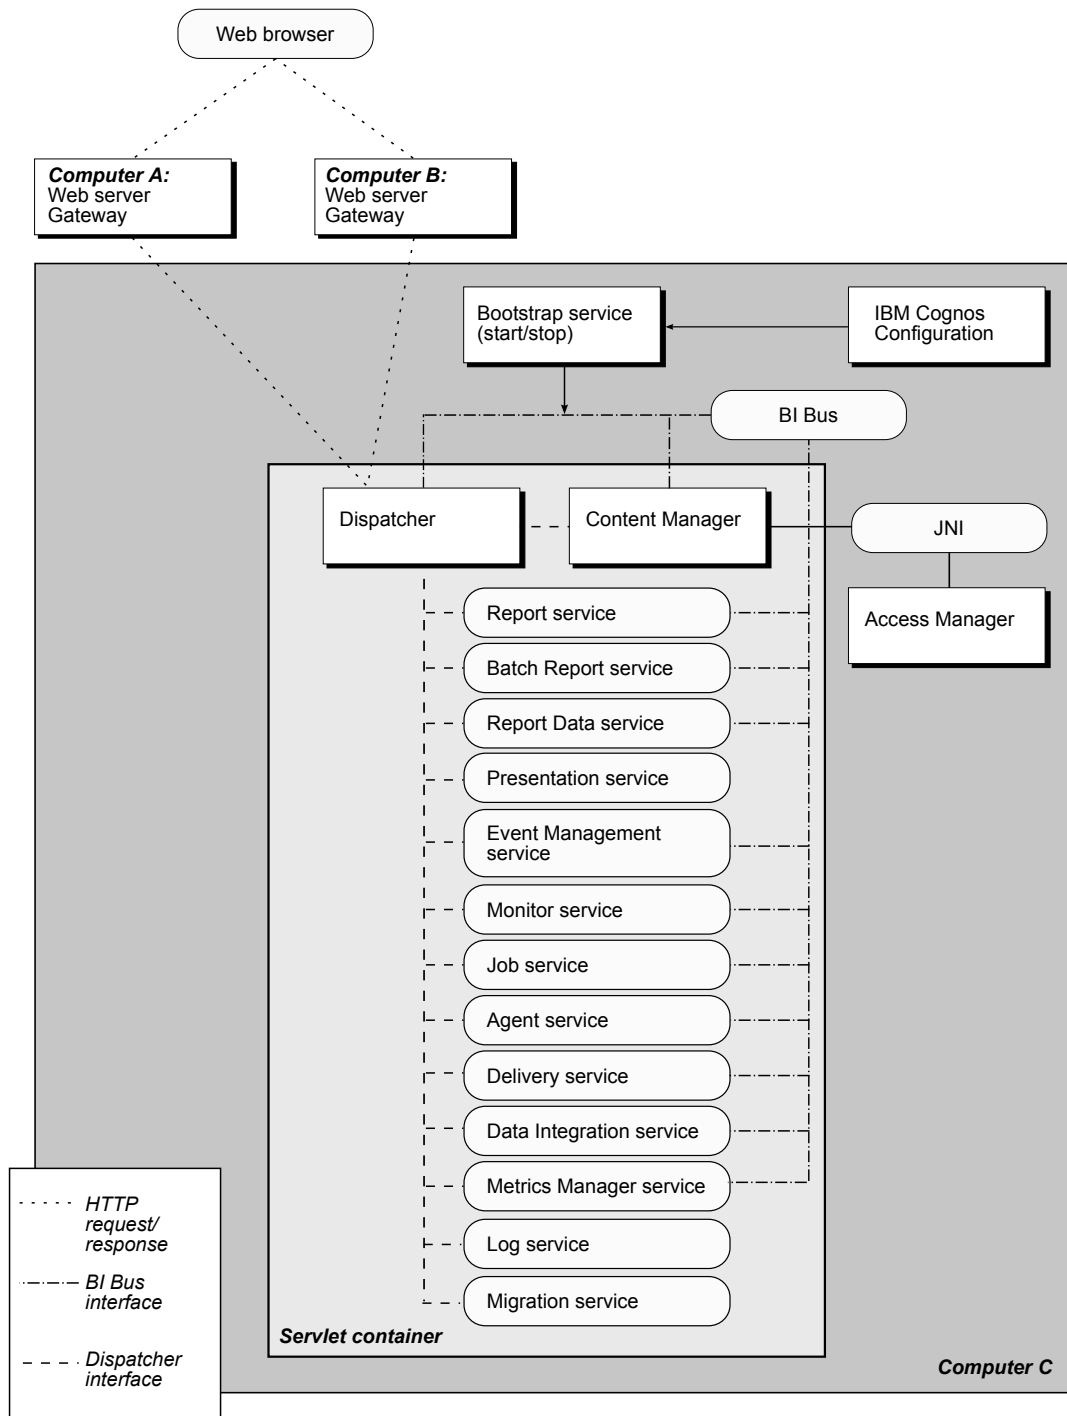 Web browser
Computer A:
Web server
Gateway
Computer B:
Web server
Gateway
Bootstrap service
(start/stop)
IBM Cognos
Configuration
BI Bus
Dispatcher
Content Manager
JNI
Access Manager
Report service
Batch Report service
Report Data service
Presentation service
Event Management
service
Monitor service
Job service
Agent service
Delivery service
Data Integration service
Metrics Manager service
Log service
Migration service
Servlet container
Computer C
HTTP
request/
response
BI Bus
interface
Dispatcher
interface